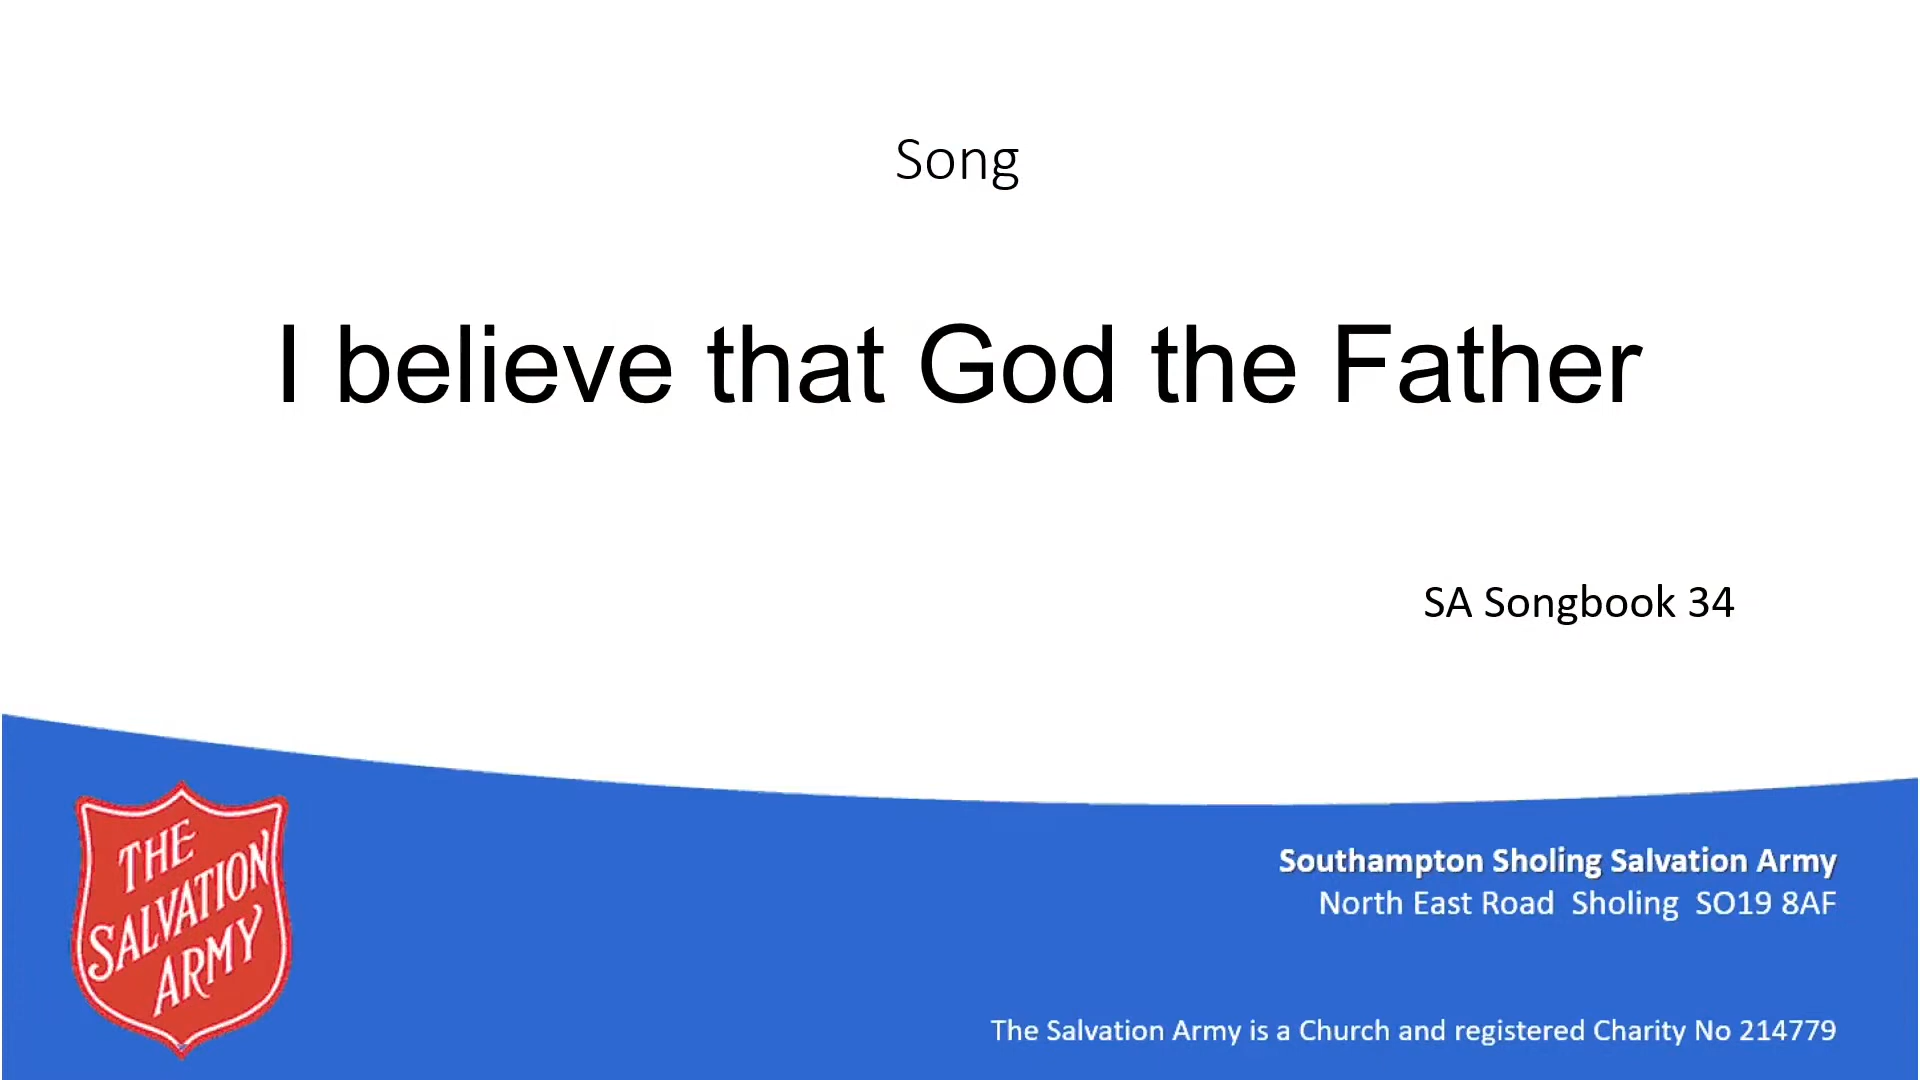 Song
I believe that God the Father
SA Songbook 34
THE
SALVATION
ARMY
Southampton Sholing Salvation Army
North East Road  Sholing  SO19 8AF
The Salvation Army is a Church and registered Charity No 214779